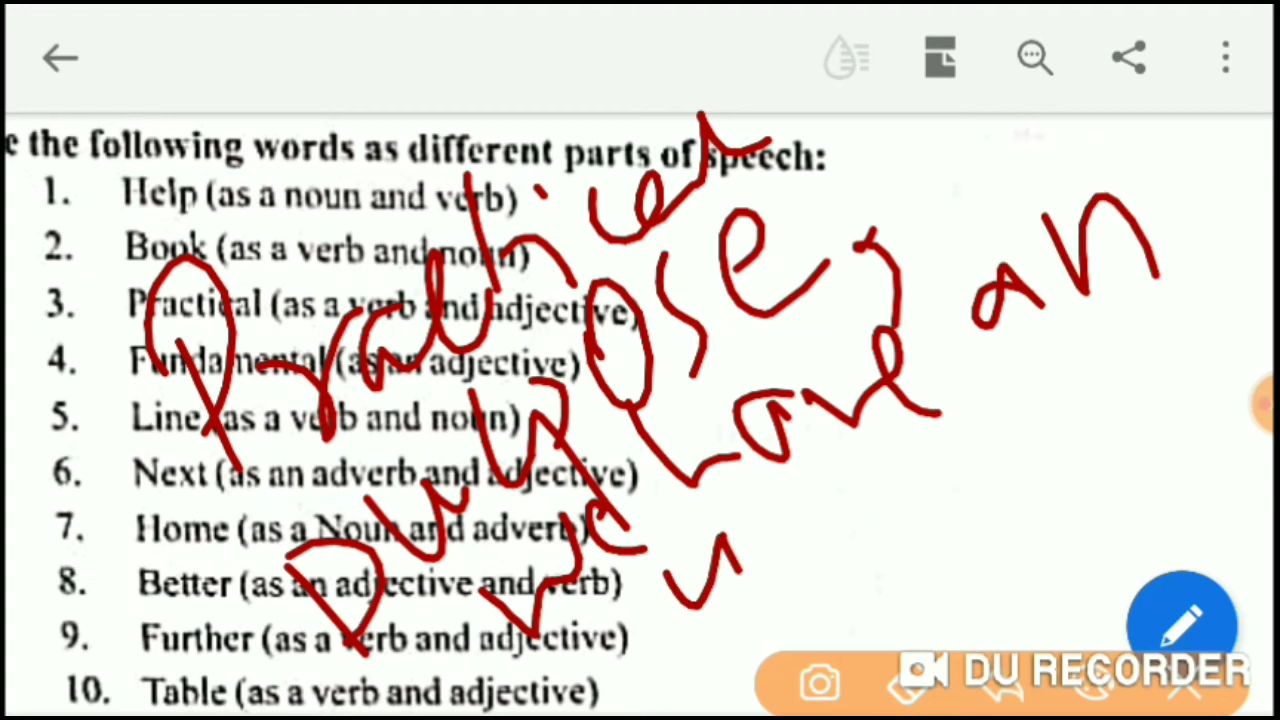 e the following words as different parts of speech:
1. Help (as a noun and verb)
2. Book (as a verb and noun)
3. Practical (as a verb and adjective)
4. Fundamental (as an adjective)
5. Line (as a verb and noun)
6. Next (as an adverb and adjective)
7. Home (as a Noun and adverb)
8. Better (as an adjective and verb)
9. Further (as a verb and adjective)
10. Table (as a verb and adjective)
we have an
DU RECORDER